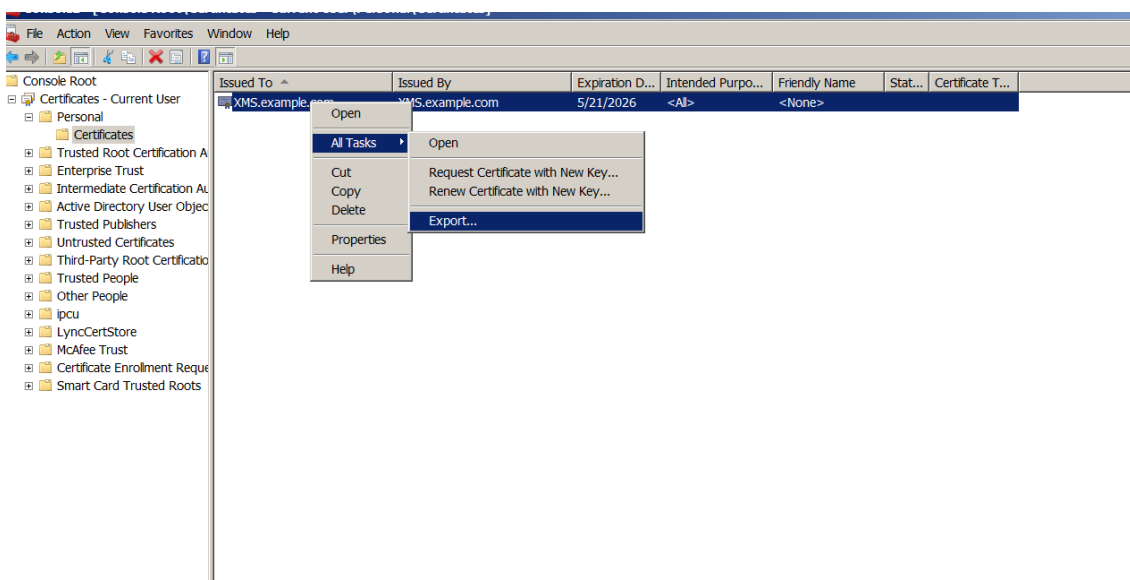 File Action View Favorites Window Help
Console Root
Certificates - Current User
Personal
Certificates
Trusted Root Certification A
Enterprise Trust
Intermediate Certification Au
Active Directory User Objec
Trusted Publishers
Untrusted Certificates
Third-Party Root Certificatio
Trusted People
Other People
ipcu
LyncCertStore
McAfee Trust
Certificate Enrollment Reque
Smart Card Trusted Roots
Issued To Issued By Expiration D... Intended Purpo... Friendly Name Stat... Certificate T...
XMS.example.com XMS.example.com 5/21/2026 <All> <None>
Open
All Tasks
Cut
Copy
Delete
Properties
Help
Open
Request Certificate with New Key...
Renew Certificate with New Key...
Export...